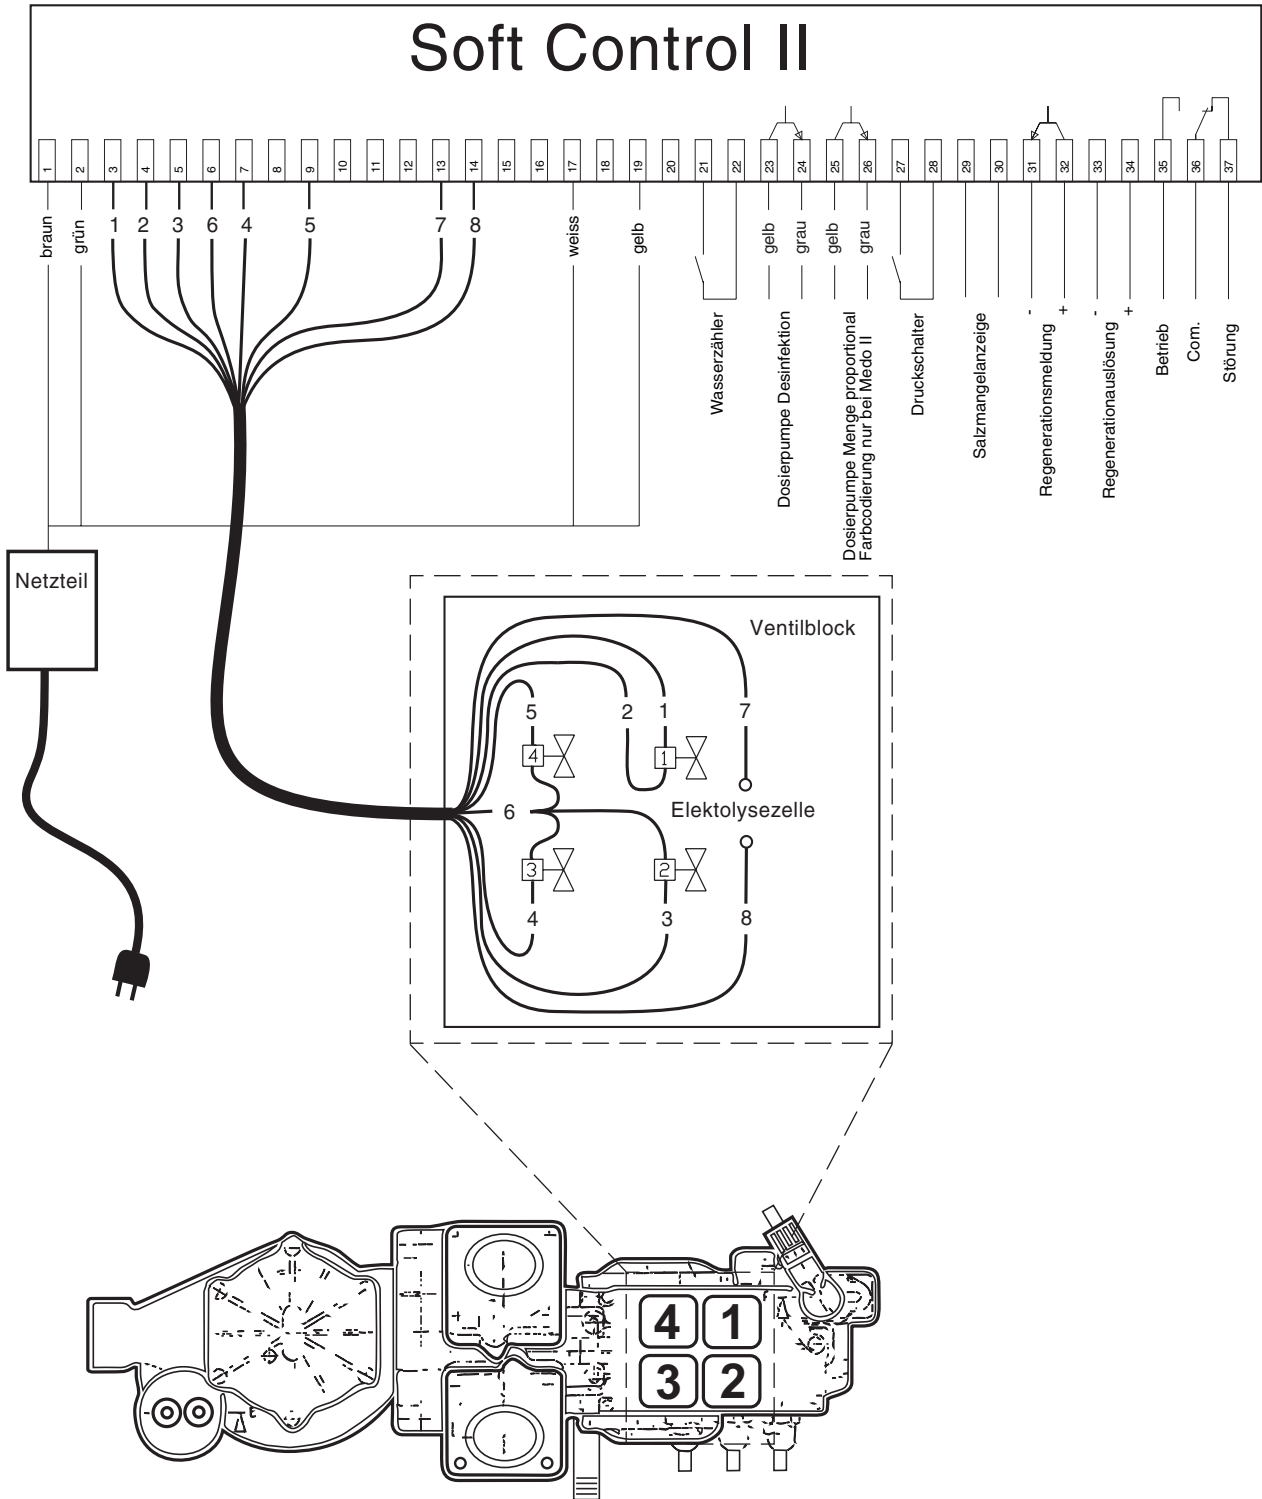 Soft Control II
1 2 3 4 5 6 7 8 9 10 11 12 13 14 15 16 17 18 19 20 21 22 23 24 25 26 27 28 29 30 31 32 33 34 35 36 37
braun
grün
1 2 3 6 4 5 7 8
weiss
gelb
gelb
grau
gelb
grau
Wasserzähler
Dosierpumpe Desinfektion
Dosierpumpe Menge proportional
Farbcodierung nur bei Medo II
Druckschalter
Salzmangelanzeige
- +
Regenerationsmeldung
- +
Regenerationauslösung
Betrieb
Com.
Störung
Netzteil
Ventilblock
5 2 1 7
4 1
6 Elektolysezelle
3 2
4 3 8
4 1
3 2